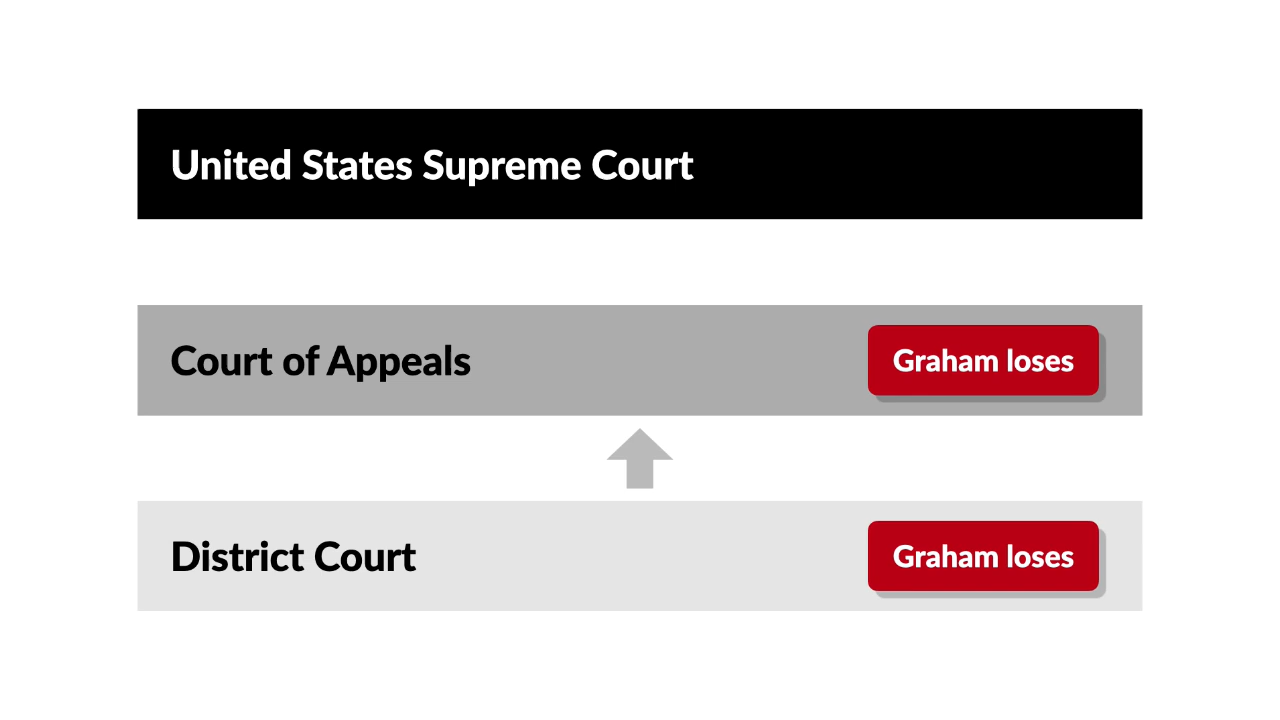 United States Supreme Court
Court of Appeals
Graham loses
District Court
Graham loses